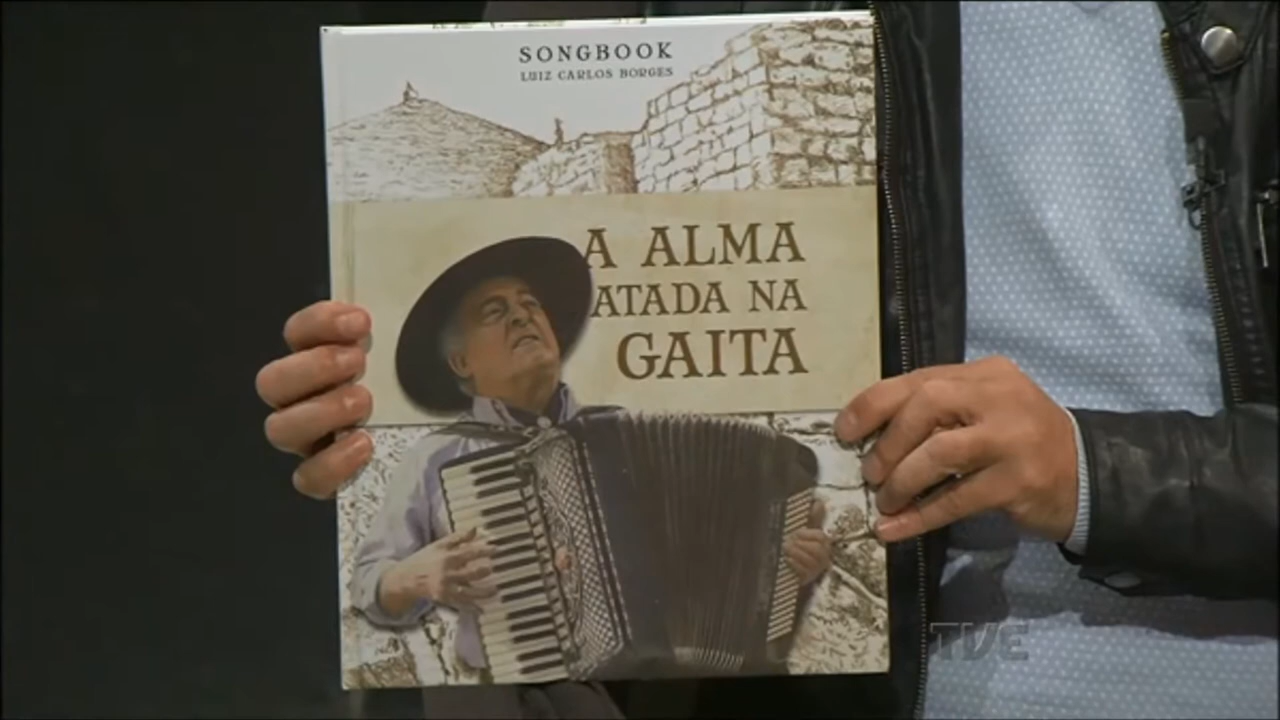 SONGBOOK
LUIZ CARLOS BORGES
A ALMA
ATADA NA
GAITA
TVE